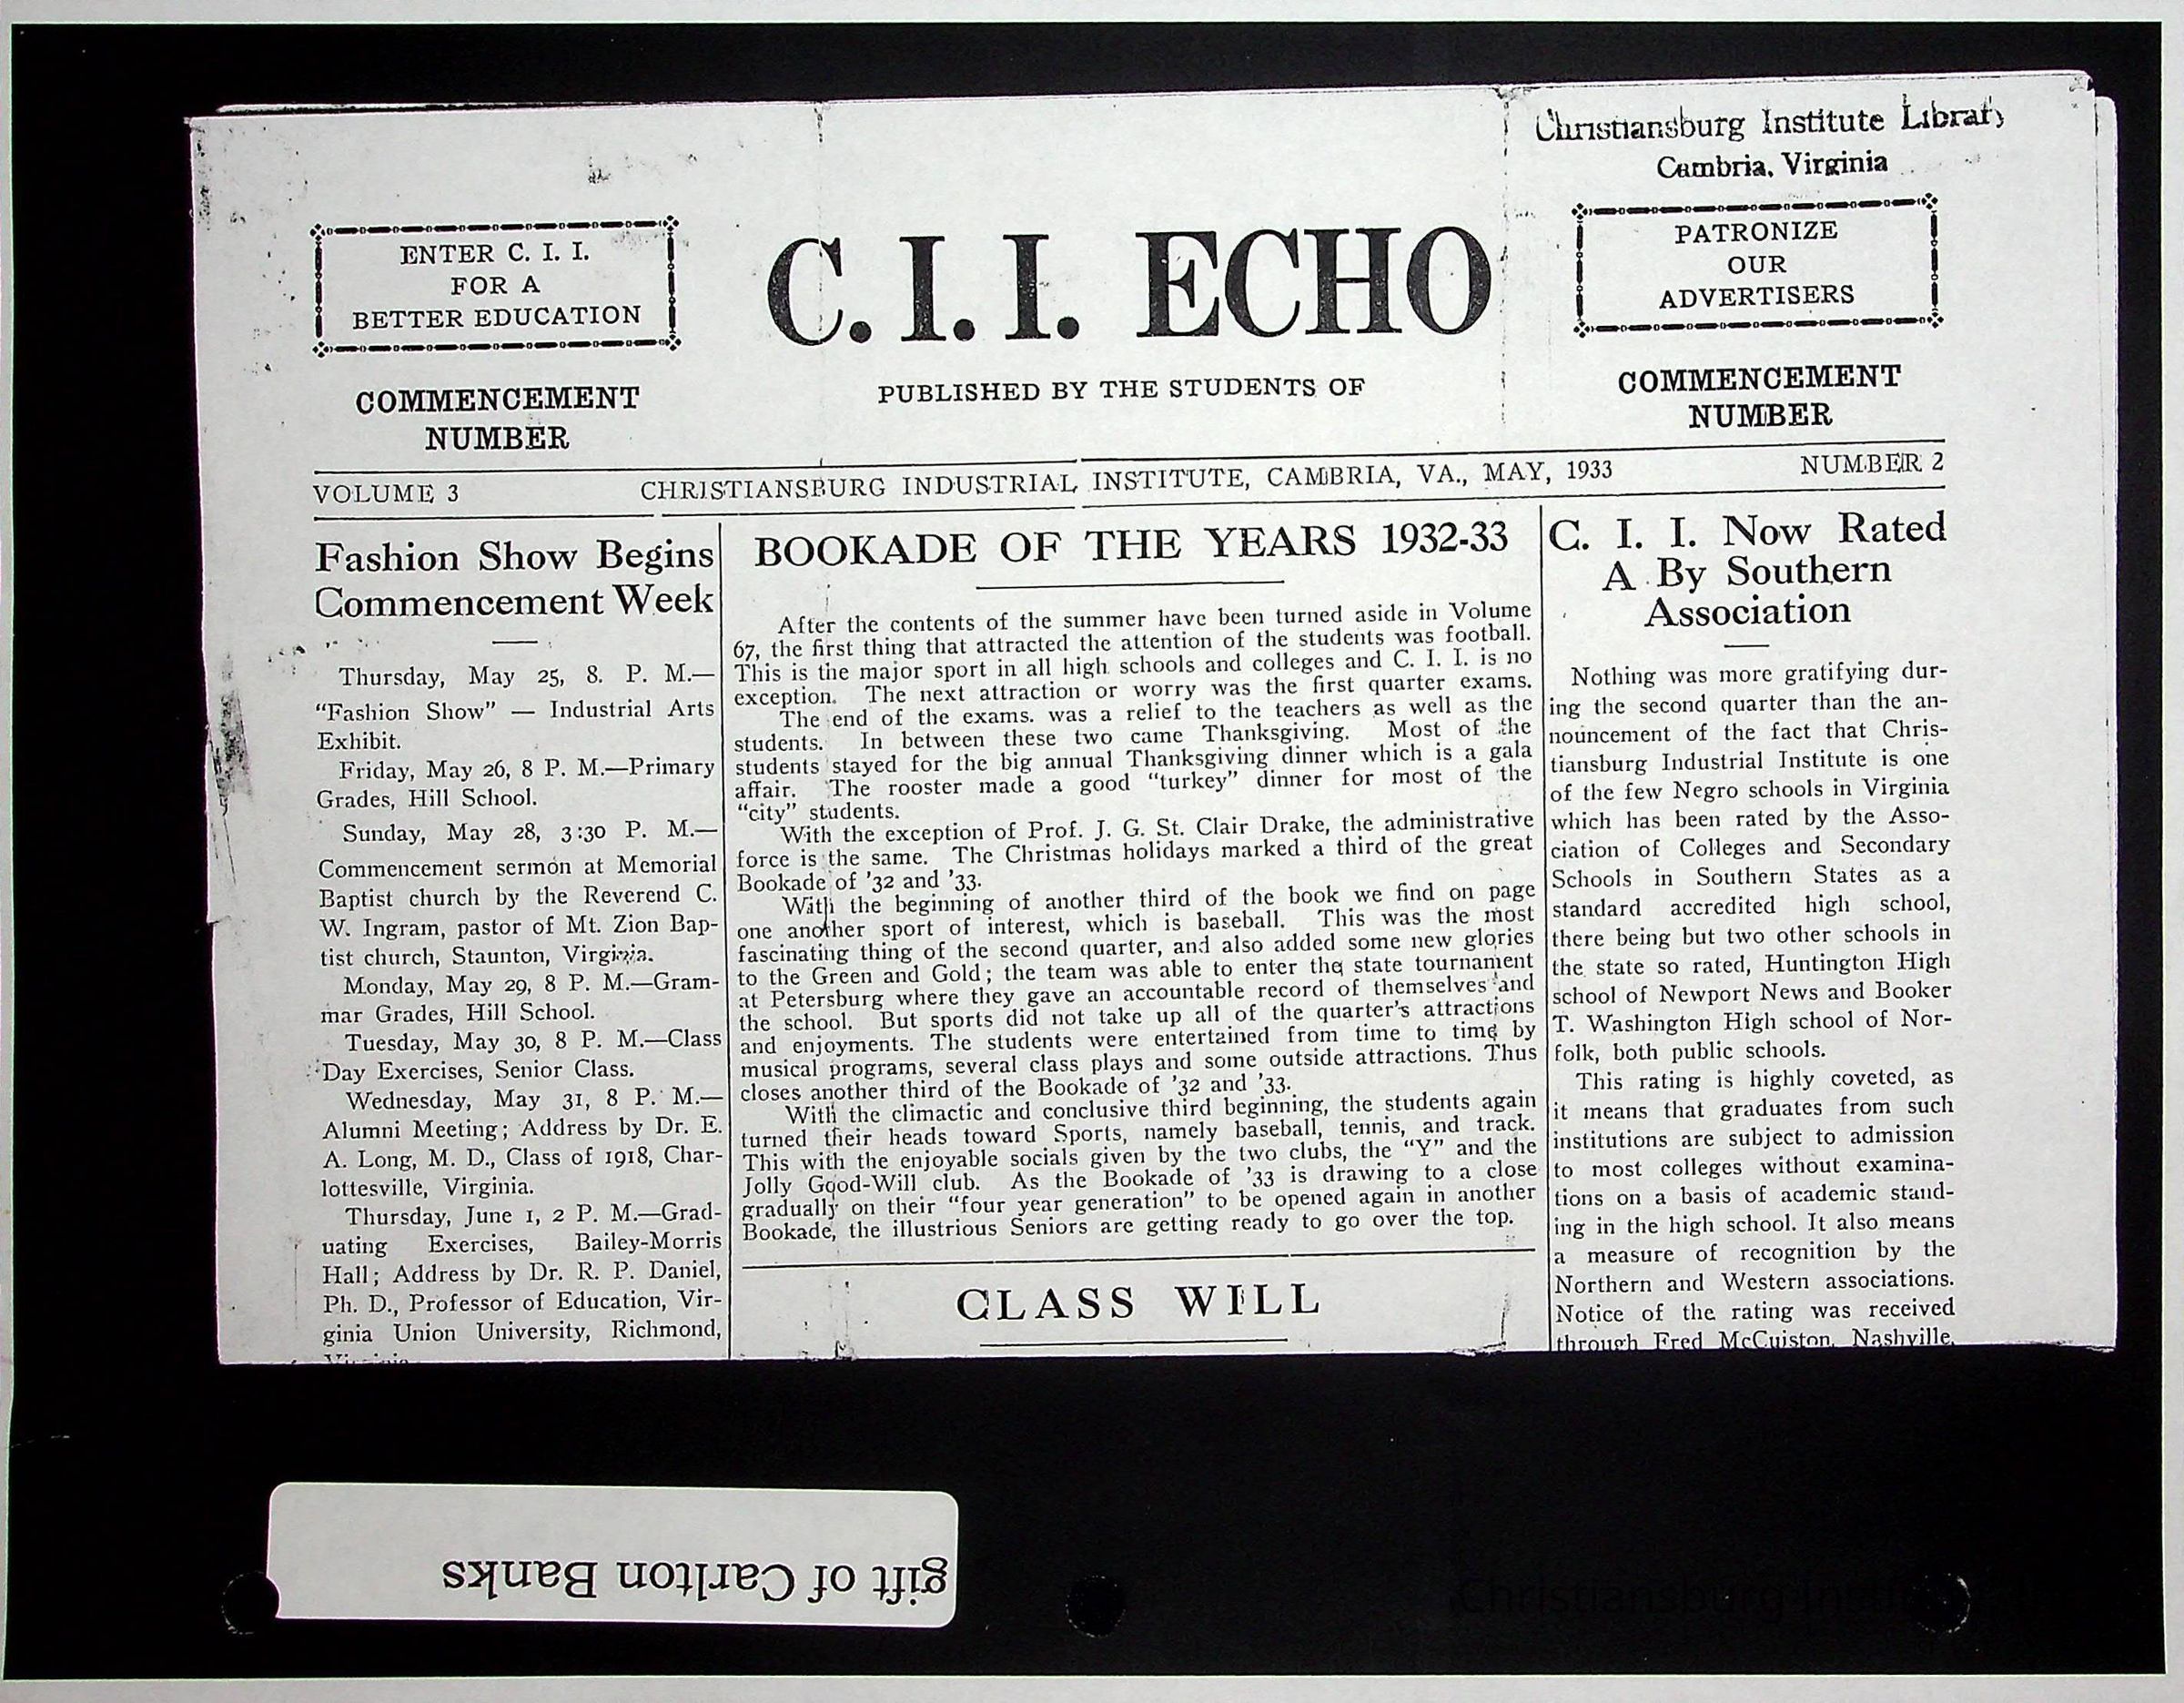 Christiansburg Institute Library
Cambria, Virginia
ENTER C. I. I.
FOR A
BETTER EDUCATION
C. I. I. ECHO
PATRONIZE
OUR
ADVERTISERS
COMMENCEMENT
NUMBER
PUBLISHED BY THE STUDENTS OF
COMMENCEMENT
NUMBER
VOLUME 3
CHRISTIANSBURG INDUSTRIAL INSTITUTE, CAMBRIA, VA., MAY, 1933
NUMBER 2
Fashion Show Begins
Commencement Week
Thursday, May 25, 8. P. M.—
"Fashion Show" — Industrial Arts
Exhibit.
Friday, May 26, 8 P. M.—Primary
Grades, Hill School.
Sunday, May 28, 3:30 P. M.—
Commencement sermon at Memorial
Baptist church by the Reverend C.
W. Ingram, pastor of Mt. Zion Bap-
tist church, Staunton, Virginia.
Monday, May 29, 8 P. M.—Gram-
mar Grades, Hill School.
Tuesday, May 30, 8 P. M.—Class
Day Exercises, Senior Class.
Wednesday, May 31, 8 P. M.—
Alumni Meeting; Address by Dr. E.
A. Long, M. D., Class of 1918, Char-
lottesville, Virginia.
Thursday, June 1, 2 P. M.—Grad-
uating Exercises, Bailey-Morris
Hall; Address by Dr. R. P. Daniel,
Ph. D., Professor of Education, Vir-
ginia Union University, Richmond,
BOOKADE OF THE YEARS 1932-33
After the contents of the summer have been turned aside in Volume
67, the first thing that attracted the attention of the students was football.
This is the major sport in all high schools and colleges and C. I. I. is no
exception. The next attraction or worry was the first quarter exams.
The end of the exams. was a relief to the teachers as well as the
students. In between these two came Thanksgiving. Most of the
students stayed for the big annual Thanksgiving dinner which is a gala
affair. The rooster made a good "turkey" dinner for most of the
"city" students.
With the exception of Prof. J. G. St. Clair Drake, the administrative
force is the same. The Christmas holidays marked a third of the great
Bookade of '32 and '33.
With the beginning of another third of the book we find on page
one another sport of interest, which is baseball. This was the most
fascinating thing of the second quarter, and also added some new glories
to the Green and Gold; the team was able to enter the state tournament
at Petersburg where they gave an accountable record of themselves and
the school. But sports did not take up all of the quarter's attractions
and enjoyments. The students were entertained from time to time by
musical programs, several class plays and some outside attractions. Thus
closes another third of the Bookade of '32 and '33.
With the climactic and conclusive third beginning, the students again
turned their heads toward Sports, namely baseball, tennis, and track.
This with the enjoyable socials given by the two clubs, the "Y" and the
Jolly Good-Will club. As the Bookade of '33 is drawing to a close
gradually on their "four year generation" to be opened again in another
Bookade, the illustrious Seniors are getting ready to go over the top.
CLASS WILL
C. I. I. Now Rated
A By Southern
Association
Nothing was more gratifying dur-
ing the second quarter than the an-
nouncement of the fact that Chris-
tiansburg Industrial Institute is one
of the few Negro schools in Virginia
which has been rated by the Asso-
ciation of Colleges and Secondary
Schools in Southern States as a
standard accredited high school,
there being but two other schools in
the state so rated, Huntington High
school of Newport News and Booker
T. Washington High school of Nor-
folk, both public schools.
This rating is highly coveted, as
it means that graduates from such
institutions are subject to admission
to most colleges without examina-
tions on a basis of academic stand-
ing in the high school. It also means
a measure of recognition by the
Northern and Western associations.
Notice of the rating was received
through Fred McCuiston, Nashville,
gift of Carlton Banks